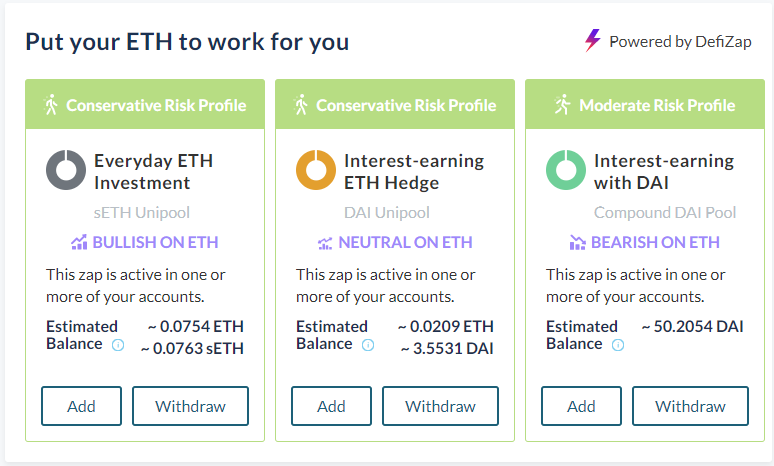 Put your ETH to work for you
Powered by DefiZap
Conservative Risk Profile
Everyday ETH
Investment
sETH Unipool
BULLISH ON ETH
This zap is active in one or
more of your accounts.
Estimated
Balance
~ 0.0754 ETH
~ 0.0763 sETH
Add
Withdraw
Conservative Risk Profile
Interest-earning
ETH Hedge
DAI Unipool
NEUTRAL ON ETH
This zap is active in one or
more of your accounts.
Estimated
Balance
~ 0.0209 ETH
~ 3.5531 DAI
Add
Withdraw
Moderate Risk Profile
Interest-earning
with DAI
Compound DAI Pool
BEARISH ON ETH
This zap is active in one or
more of your accounts.
Estimated
Balance
~ 50.2054 DAI
Add
Withdraw